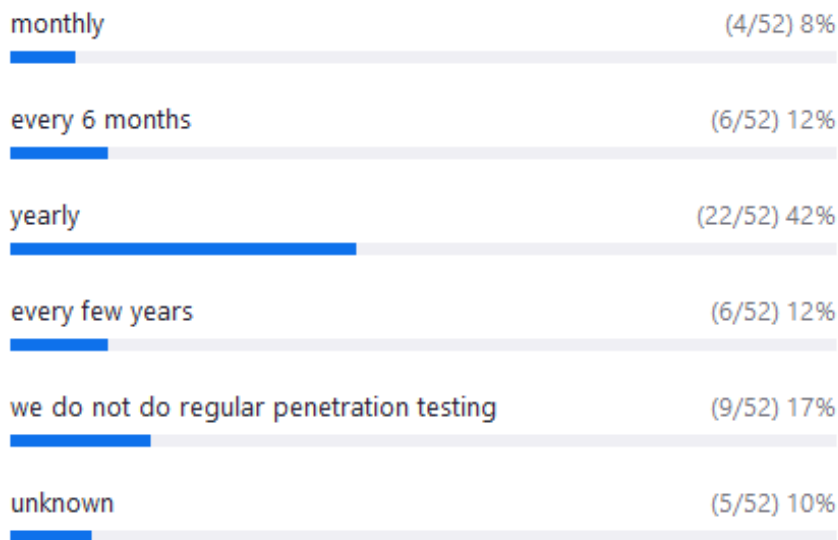 monthly (4/52) 8%
every 6 months (6/52) 12%
yearly (22/52) 42%
every few years (6/52) 12%
we do not do regular penetration testing (9/52) 17%
unknown (5/52) 10%